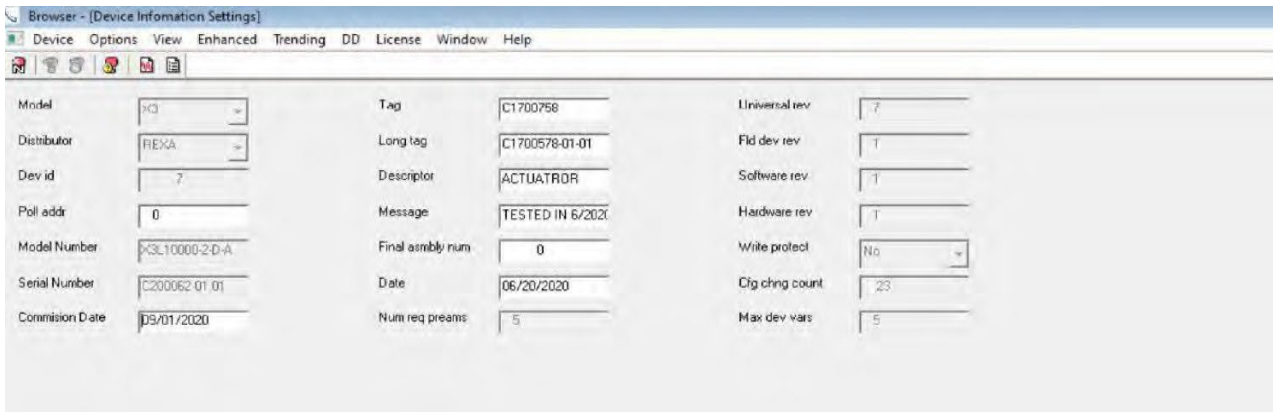 Browser - [Device Infomation Settings]
Device Options View Enhanced Trending DD License Window Help
Model X3 Tag C1700758 Universal rev 7
Distributor REXA Long tag C1700578-01-01 Fld dev rev 1
Dev id 7 Descriptor ACTUATROR Software rev 1
Poll addr 0 Message TESTED IN 6/202 Hardware rev 1
Model Number X3L10000-2-D-A Final asmbly num 0 Write protect No
Serial Number C200062-01-01 Date 06/20/2020 Cfg chng count 23
Commision Date 09/01/2020 Num req preams 5 Max dev vars 5